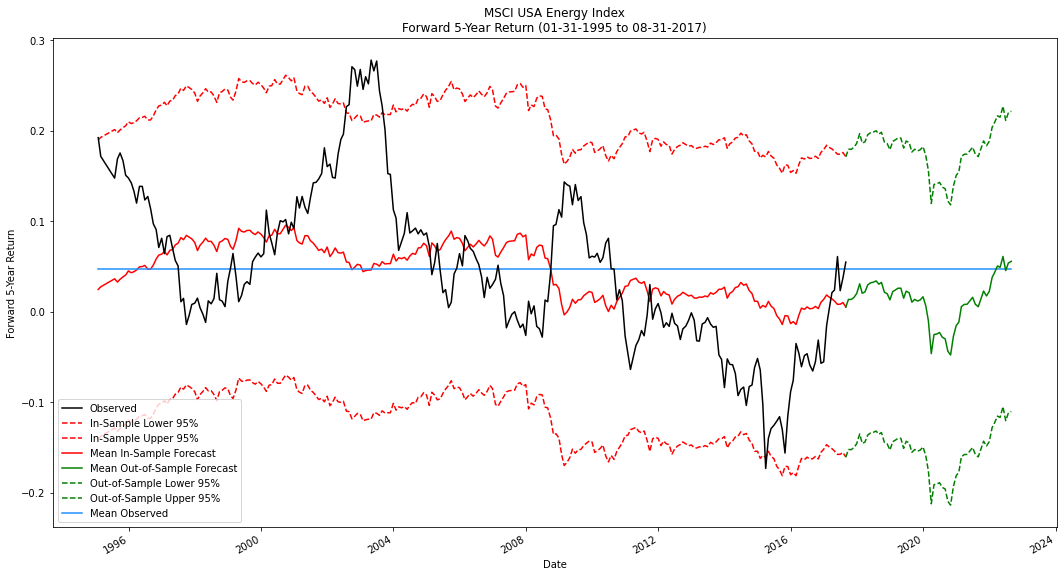 MSCI USA Energy Index
Forward 5-Year Return (01-31-1995 to 08-31-2017)
0.3
0.2
0.1
0.0
−0.1
−0.2
Forward 5-Year Return
Observed
In-Sample Lower 95%
In-Sample Upper 95%
Mean In-Sample Forecast
Mean Out-of-Sample Forecast
Out-of-Sample Lower 95%
Out-of-Sample Upper 95%
Mean Observed
1996
2000
2004
2008
2012
2016
2020
2024
Date